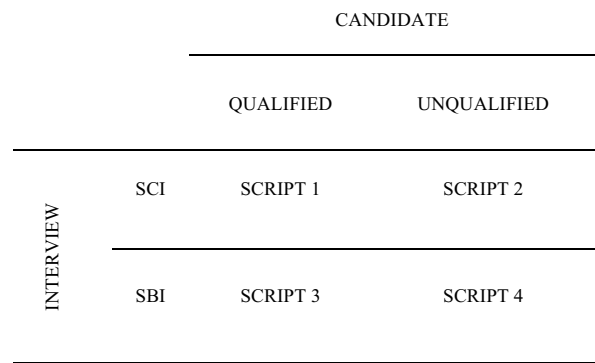 CANDIDATE
QUALIFIED UNQUALIFIED
INTERVIEW
SCI SCRIPT 1 SCRIPT 2
SBI SCRIPT 3 SCRIPT 4